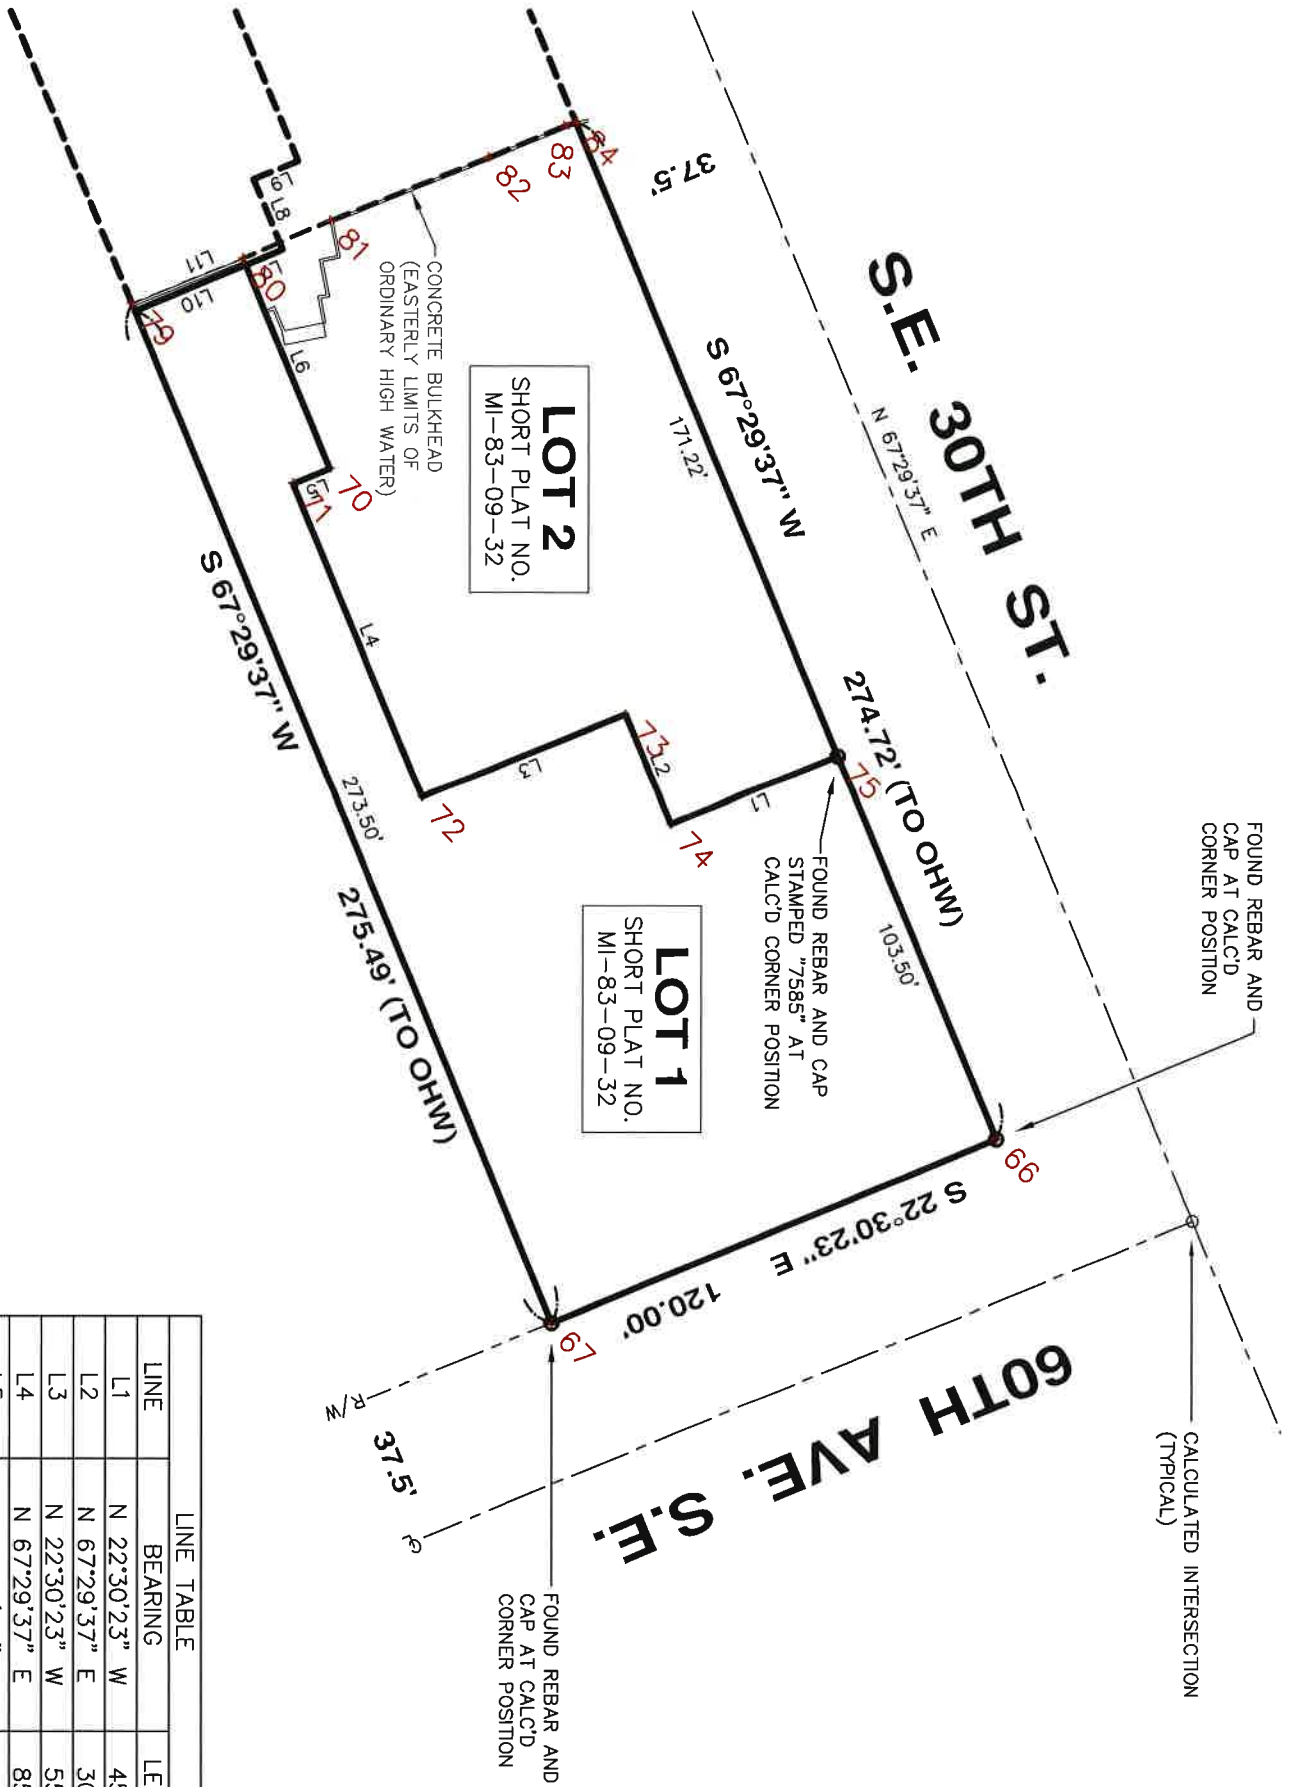 S.E. 30TH ST.
N 67°29'37" E
37.5'
S 67°29'37" W
171.22'
274.72' (TO OHW)
103.50'
FOUND REBAR AND
CAP AT CALC'D
CORNER POSITION
CALCULATED INTERSECTION
(TYPICAL)
FOUND REBAR AND CAP
STAMPED "7585" AT
CALC'D CORNER POSITION
LOT 2
SHORT PLAT NO.
MI-83-09-32
LOT 1
SHORT PLAT NO.
MI-83-09-32
CONCRETE BULKHEAD
(EASTERLY LIMITS OF
ORDINARY HIGH WATER)
84
83
82
81
80
79
70
71
72
73
74
75
66
67
L1
L2
L3
L4
L5
L6
L8
L9
L10
L11
S 67°29'37" W
273.50'
275.49' (TO OHW)
S 22°30'23" E
120.00'
60TH AVE. S.E.
R/W
37.5'
FOUND REBAR AND
CAP AT CALC'D
CORNER POSITION
LINE TABLE
LINE BEARING LE
L1 N 22°30'23" W 45
L2 N 67°29'37" E 30
L3 N 22°30'23" W 55
L4 N 67°29'37" E 85